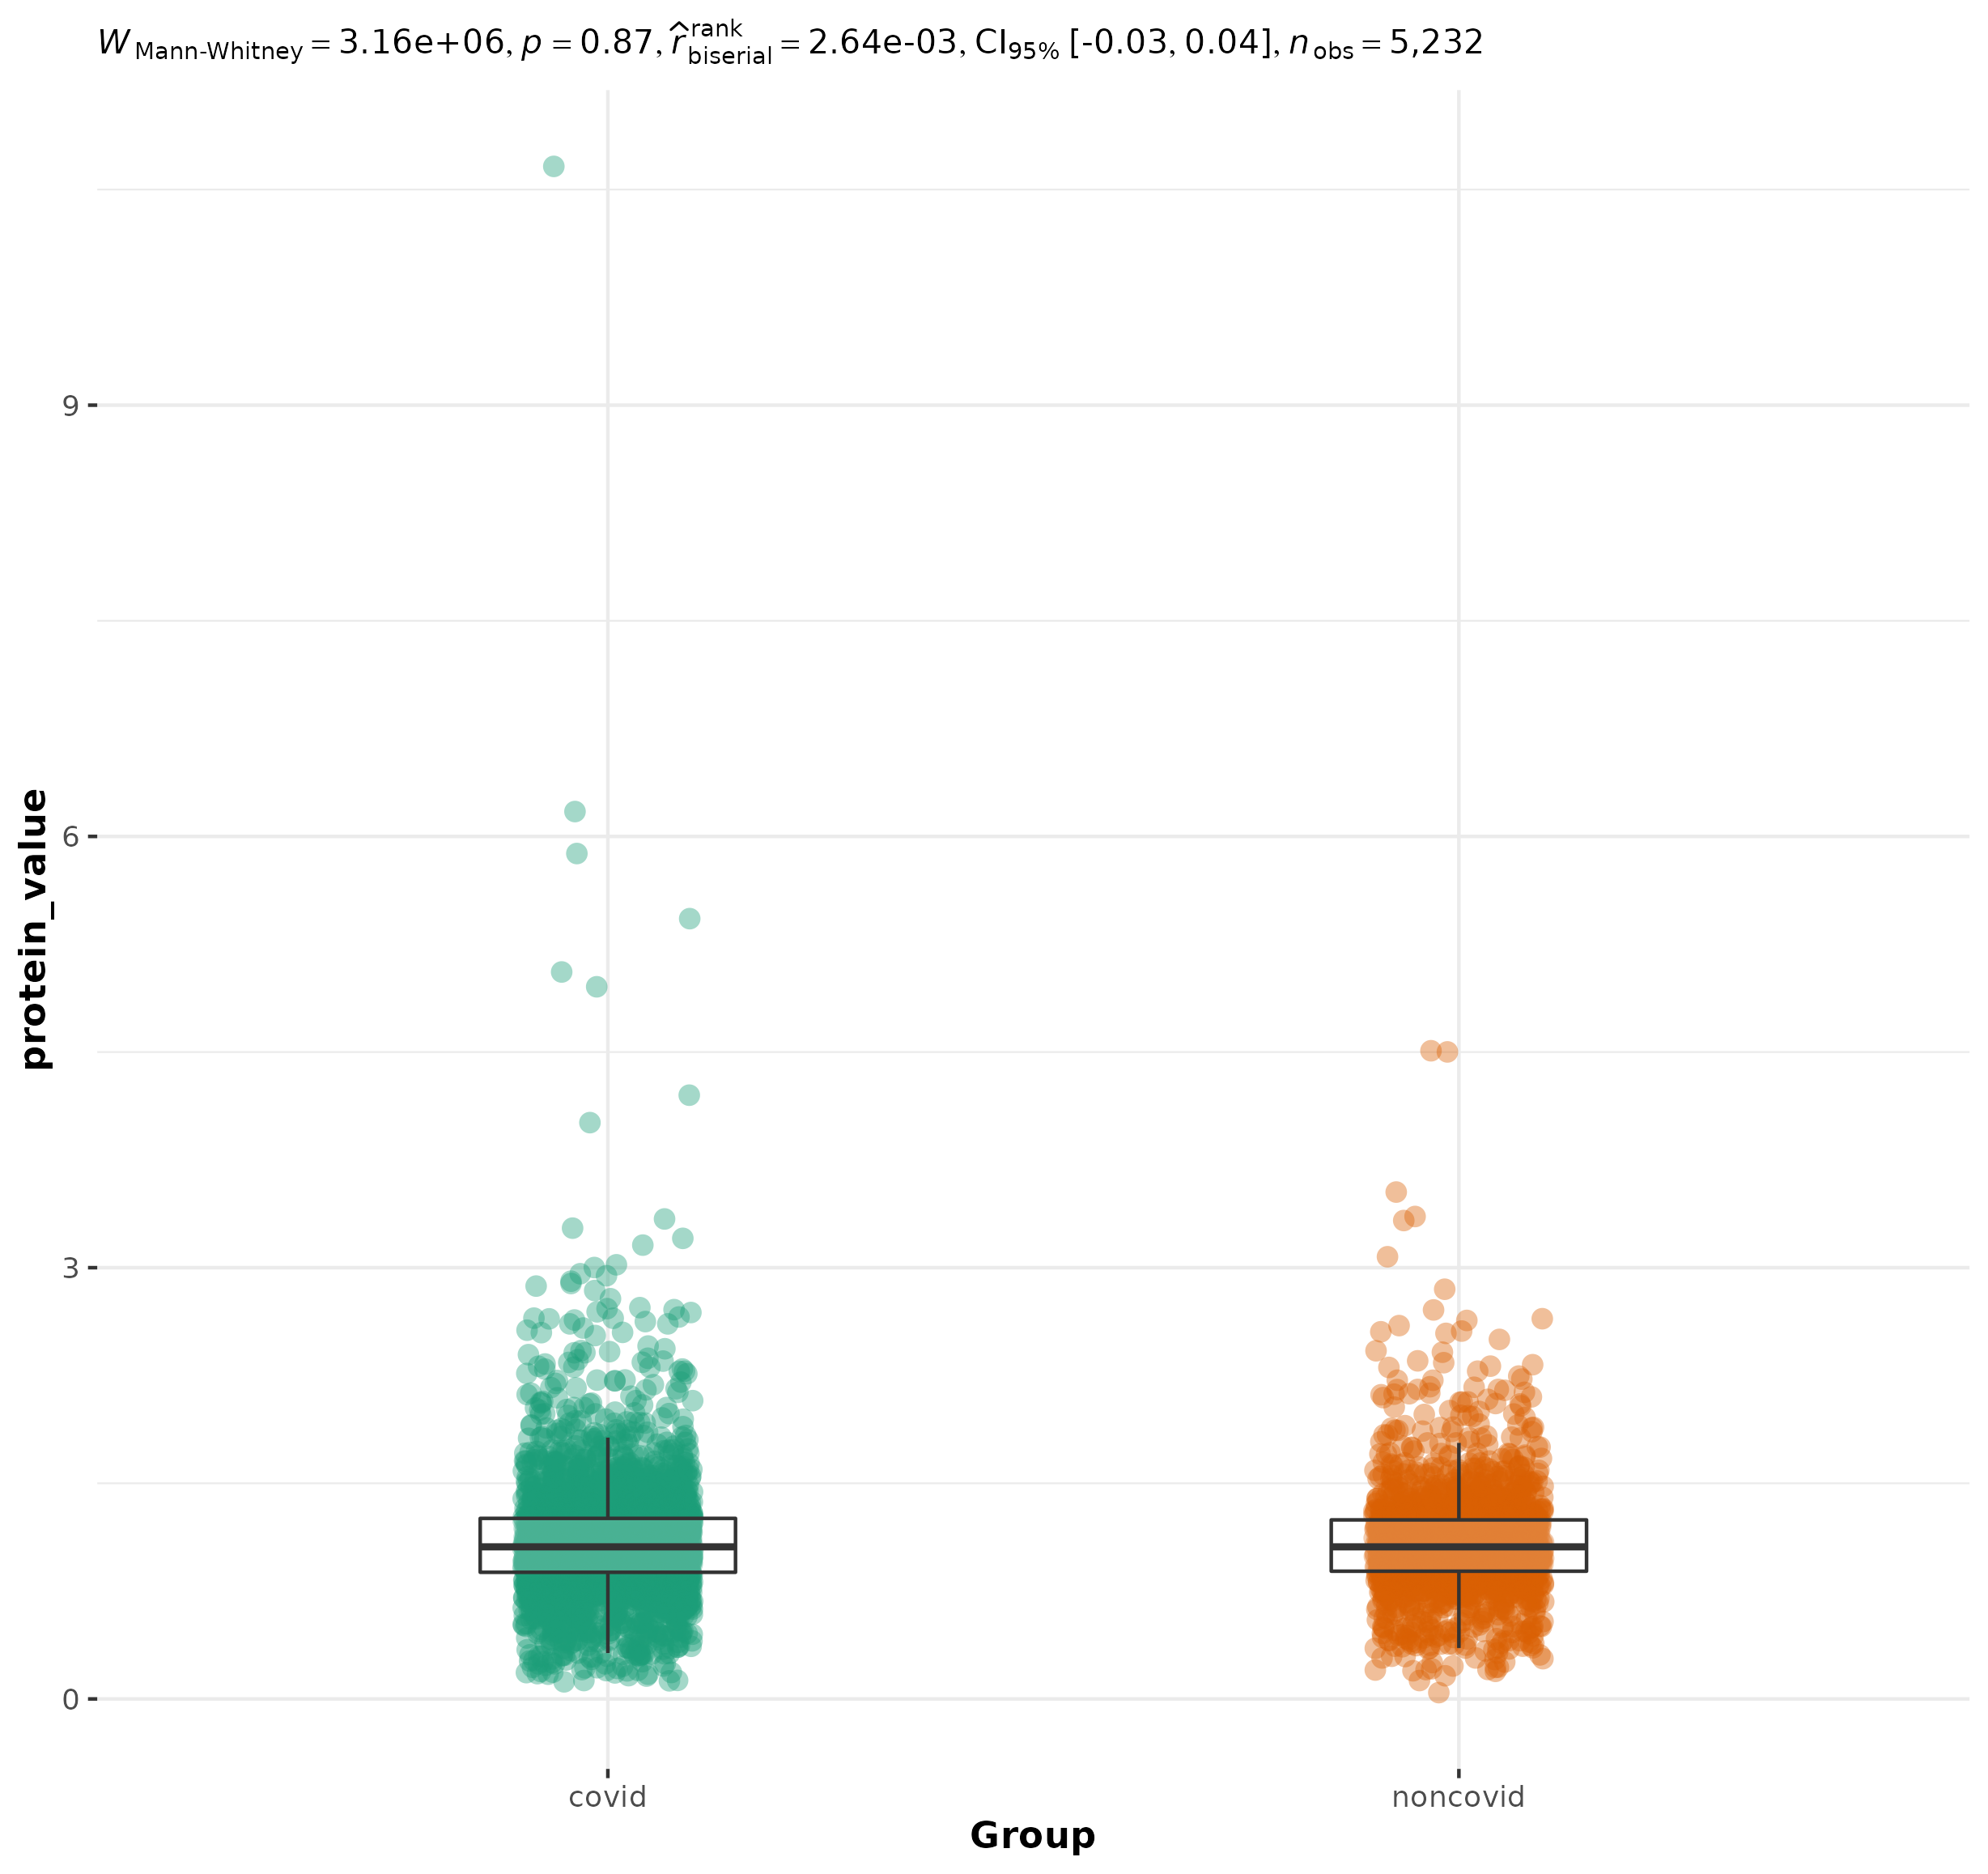 W Mann-Whitney = 3.16e+06, p = 0.87, r̂ rank biserial = 2.64e-03, CI95% [-0.03, 0.04], n obs = 5,232
9
6
3
0
protein_value
covid noncovid
Group